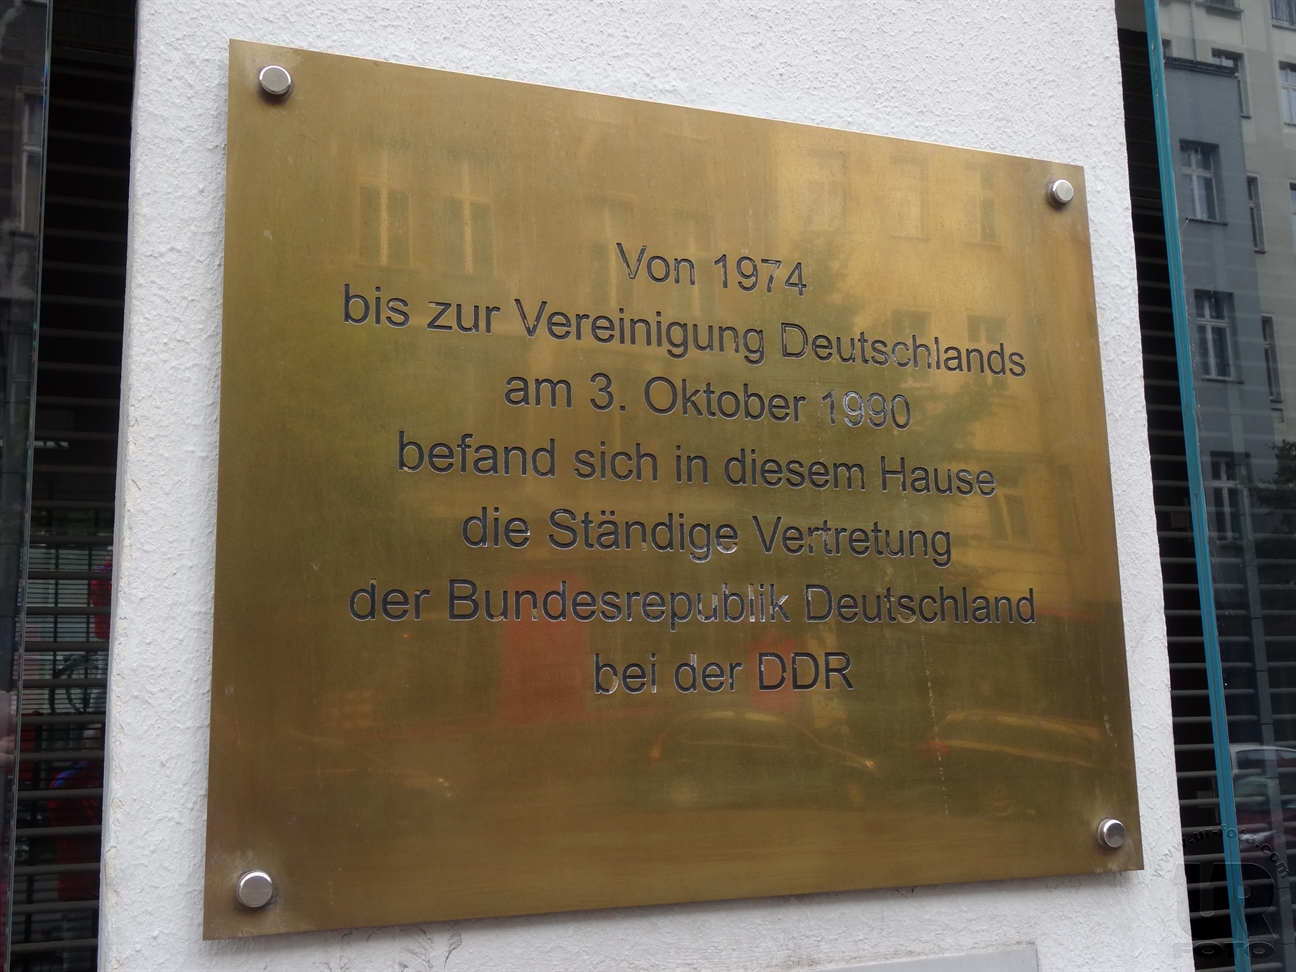 Von 1974
bis zur Vereinigung Deutschlands
am 3. Oktober 1990
befand sich in diesem Hause
die Ständige Vertretung
der Bundesrepublik Deutschland
bei der DDR
FOTO